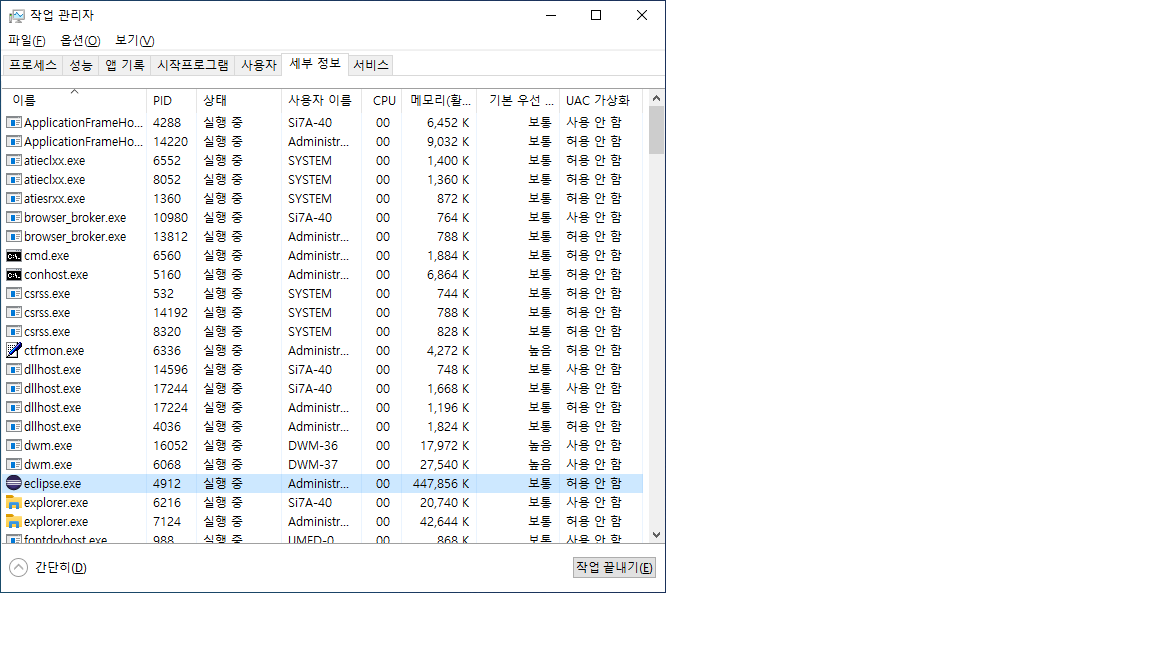 작업 관리자
파일(F) 옵션(O) 보기(V)
프로세스 성능 앱 기록 시작프로그램 사용자 세부 정보 서비스
이름 PID 상태 사용자 이름 CPU 메모리(활... 기본 우선 ... UAC 가상화
ApplicationFrameHo... 4288 실행 중 Si7A-40 00 6,452 K 보통 사용 안 함
ApplicationFrameHo... 14220 실행 중 Administr... 00 9,032 K 보통 허용 안 함
atieclxx.exe 6552 실행 중 SYSTEM 00 1,400 K 보통 허용 안 함
atieclxx.exe 8052 실행 중 SYSTEM 00 1,360 K 보통 허용 안 함
atiesrxx.exe 1360 실행 중 SYSTEM 00 872 K 보통 허용 안 함
browser_broker.exe 10980 실행 중 Si7A-40 00 764 K 보통 사용 안 함
browser_broker.exe 13812 실행 중 Administr... 00 788 K 보통 허용 안 함
cmd.exe 6560 실행 중 Administr... 00 1,884 K 보통 허용 안 함
conhost.exe 5160 실행 중 Administr... 00 6,864 K 보통 허용 안 함
csrss.exe 532 실행 중 SYSTEM 00 744 K 보통 허용 안 함
csrss.exe 14192 실행 중 SYSTEM 00 788 K 보통 허용 안 함
csrss.exe 8320 실행 중 SYSTEM 00 828 K 보통 허용 안 함
ctfmon.exe 6336 실행 중 Administr... 00 4,272 K 높음 허용 안 함
dllhost.exe 14596 실행 중 Si7A-40 00 748 K 보통 사용 안 함
dllhost.exe 17244 실행 중 Si7A-40 00 1,668 K 보통 사용 안 함
dllhost.exe 17224 실행 중 Administr... 00 1,196 K 보통 허용 안 함
dllhost.exe 4036 실행 중 Administr... 00 1,824 K 보통 허용 안 함
dwm.exe 16052 실행 중 DWM-36 00 17,972 K 높음 사용 안 함
dwm.exe 6068 실행 중 DWM-37 00 27,540 K 높음 사용 안 함
eclipse.exe 4912 실행 중 Administr... 00 447,856 K 보통 허용 안 함
explorer.exe 6216 실행 중 Si7A-40 00 20,740 K 보통 사용 안 함
explorer.exe 7124 실행 중 Administr... 00 42,644 K 보통 허용 안 함
fontdrvhost.exe 988 실행 중 UMFD-0 00 868 K 보통 사용 안 함
간단히(D) 작업 끝내기(E)